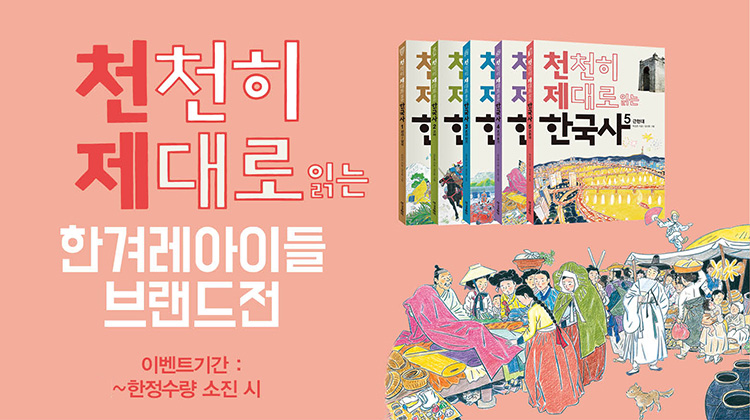 천천히
제대로 읽는
한겨레아이들
브랜드전
이벤트기간 :
~한정수량 소진 시
천천히
제대로 읽는
한국사 5 근현대